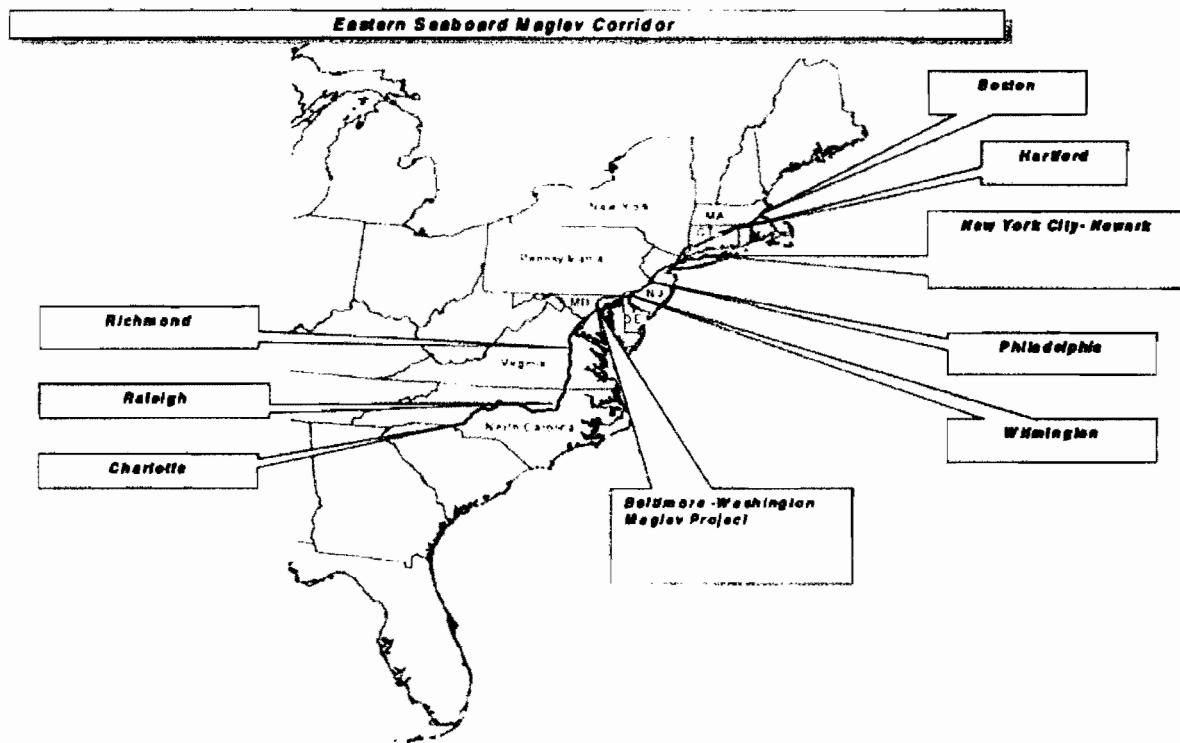 Eastern Seaboard Maglev Corridor
Boston
Hartford
New York
MA
New York City- Newark
Pennsylvania
NJ
MD
DE
Richmond
Philadelphia
Virginia
Raleigh
Wilmington
North Carolina
Charlotte
Baltimore -Washington
Maglev Project